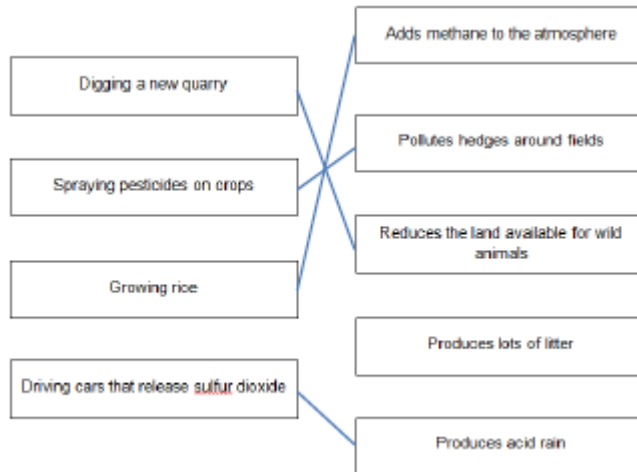 Adds methane to the atmosphere
Digging a new quarry
Pollutes hedges around fields
Spraying pesticides on crops
Reduces the land available for wild
animals
Growing rice
Produces lots of litter
Driving cars that release sulfur dioxide
Produces acid rain